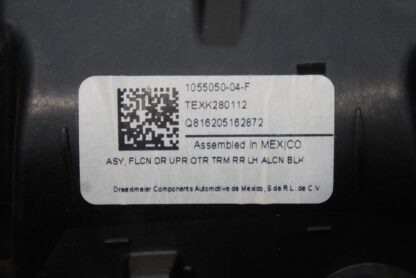 1055050-04-F
TEXK280112
Q816205162872
Assembled in MEXICO
ASY, FLCN DR UPR OTR TRM RR LH ALCN BLK
Draexlmaier Components Automotive de Mexico, S de R.L. de C.V